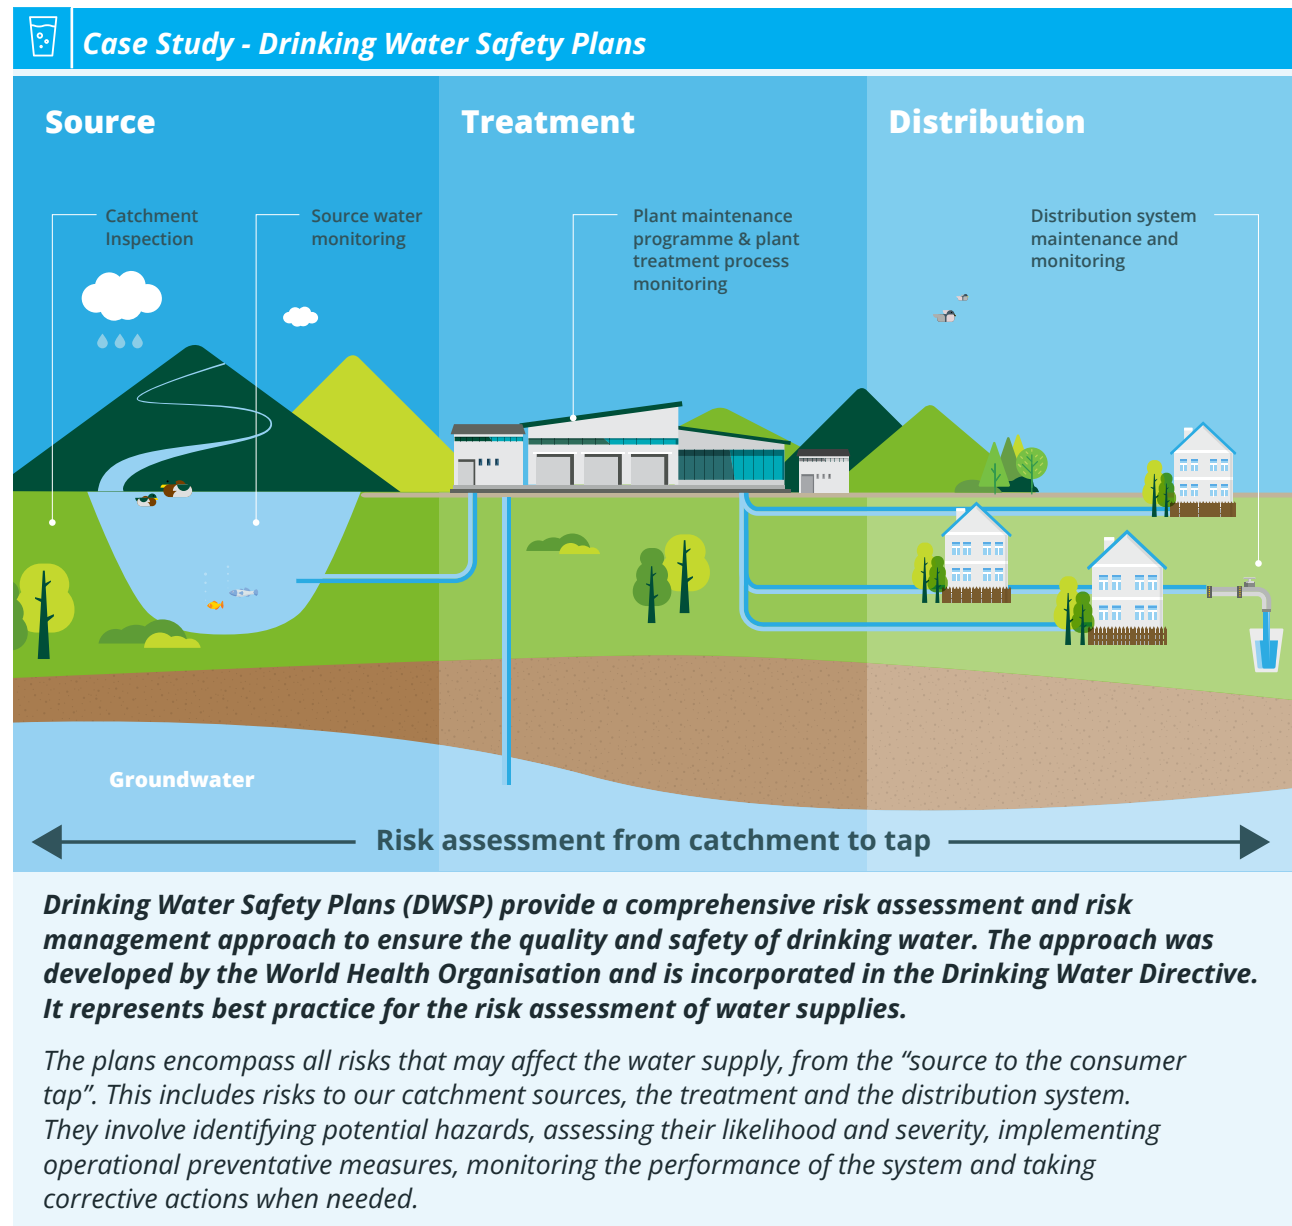 Case Study - Drinking Water Safety Plans
Source
Treatment
Distribution
Catchment
Inspection
Source water
monitoring
Plant maintenance
programme & plant
treatment process
monitoring
Distribution system
maintenance and
monitoring
Groundwater
Risk assessment from catchment to tap
Drinking Water Safety Plans (DWSP) provide a comprehensive risk assessment and risk
management approach to ensure the quality and safety of drinking water. The approach was
developed by the World Health Organisation and is incorporated in the Drinking Water Directive.
It represents best practice for the risk assessment of water supplies.
The plans encompass all risks that may affect the water supply, from the “source to the consumer
tap”. This includes risks to our catchment sources, the treatment and the distribution system.
They involve identifying potential hazards, assessing their likelihood and severity, implementing
operational preventative measures, monitoring the performance of the system and taking
corrective actions when needed.